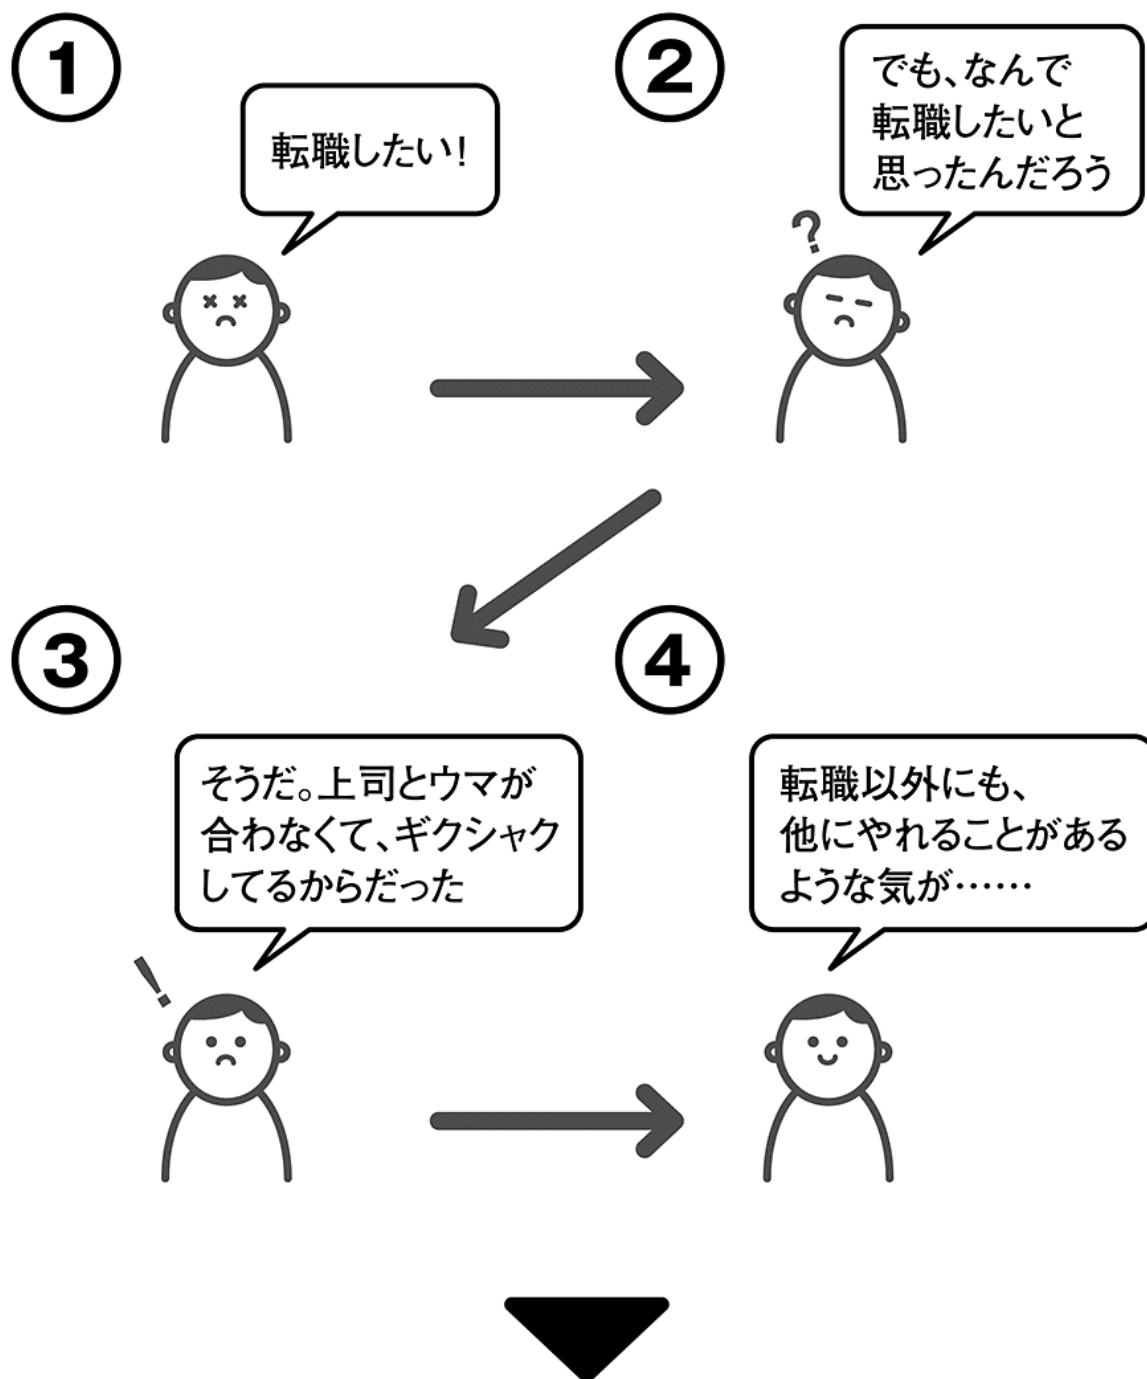 ①
転職したい!
②
でも、なんで
転職したいと
思ったんだろう
?
③
そうだ。上司とウマが
合わなくて、ギクシャク
してるからだった
!
④
転職以外にも、
他にやれることがある
ような気が……